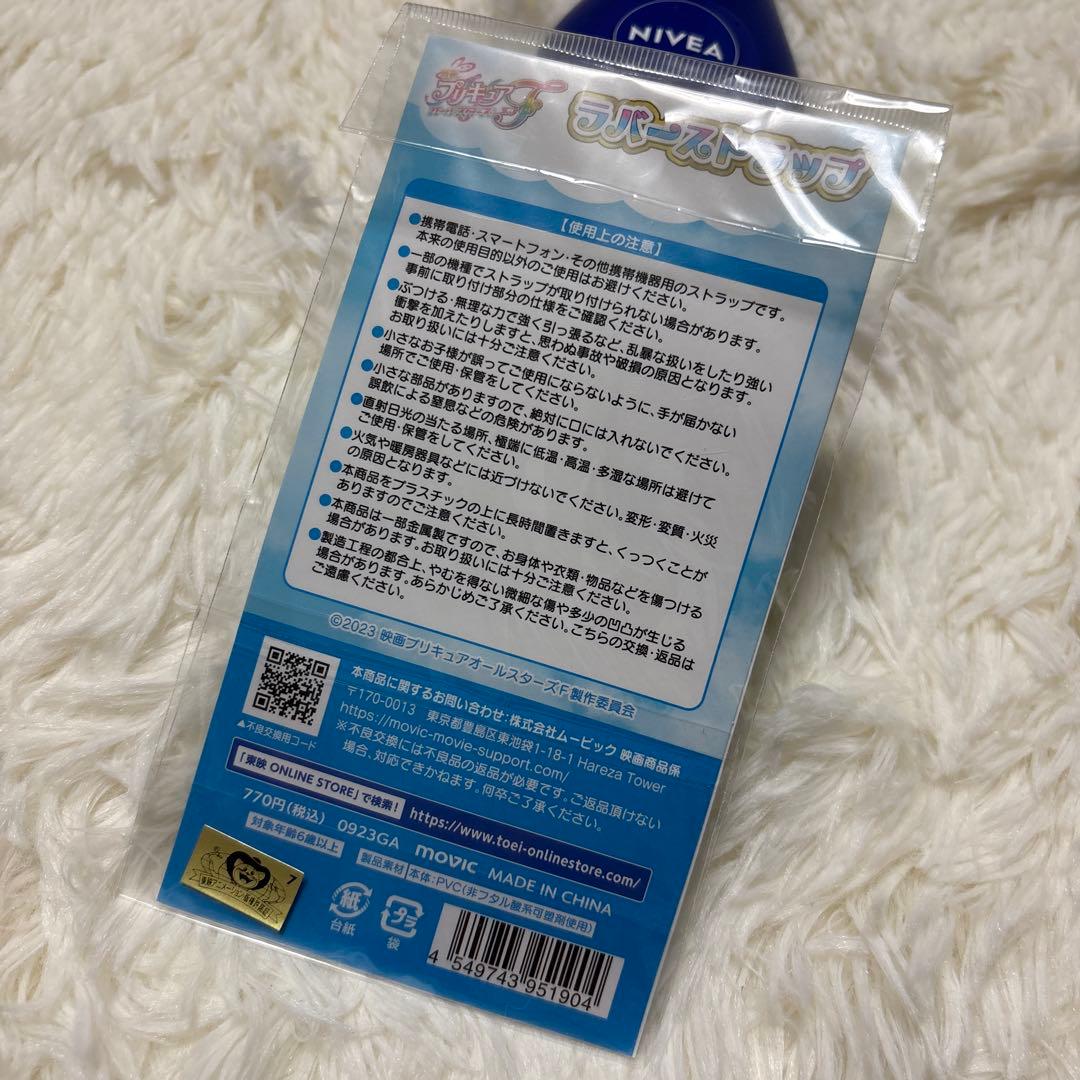 NIVEA
プリキュア
オールスターズF
ラバーストラップ
【使用上の注意】
●携帯電話・スマートフォン・その他携帯機器用のストラップです。
本来の使用目的以外のご使用はお避けください。
●一部の機種でストラップが取り付けられない場合があります。
事前に取り付け部分の仕様をご確認ください。
●ぶつける・無理な力で強く引っ張るなど、乱暴な扱いをしたり強い
衝撃を加えたりしますと、思わぬ事故や破損の原因となります。
お取り扱いには十分ご注意ください。
●小さなお子様が誤ってご使用にならないように、手が届かない
場所でご使用・保管をしてください。
●小さな部品がありますので、絶対に口には入れないでください。
誤飲による窒息などの危険があります。
●直射日光の当たる場所、極端に低温・高温・多湿な場所は避けて
ご使用・保管をしてください。
●火気や暖房器具などには近づけないでください。変形・変質・火災
の原因となります。
●本商品をプラスチックの上に長時間置きますと、くっつくことが
ありますのでご注意ください。
●本商品は一部金属製ですので、お身体や衣類・物品などを傷つける
場合があります。お取り扱いには十分ご注意ください。
●製造工程の都合上、やむを得ない微細な傷や多少の凹凸が生じる
場合があります。あらかじめご了承ください。こちらの交換・返品は
ご遠慮ください。
©2023 映画プリキュアオールスターズF製作委員会
▲不良交換用コード
本商品に関するお問い合わせ：株式会社ムービック 映画商品係
〒170-0013 東京都豊島区東池袋1-18-1 Hareza Tower
https://movic-movie-support.com/
※不良交換には不良品の返品が必要です。ご返品頂けない
場合、対応できかねます。何卒ご了承ください。
「東映 ONLINE STORE」で検索！ https://www.toei-onlinestore.com/
770円(税込) 0923GA movic MADE IN CHINA
対象年齢6歳以上 製品素材 本体：PVC(非フタル酸系可塑剤使用)
7
東映アニメーション版権許諾証
紙
台紙
プラ
袋
4 549743 951904